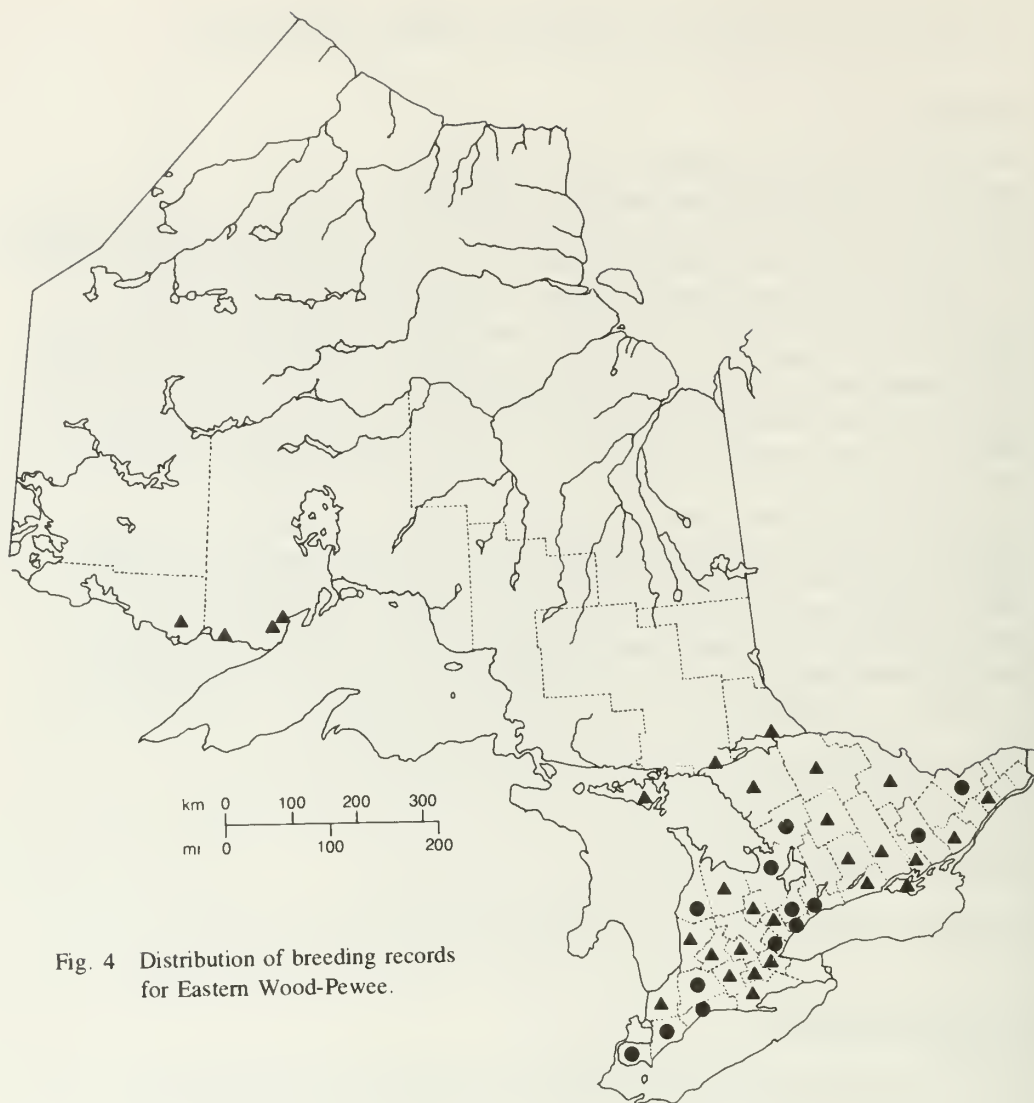 km 0 100 200 300
mi 0 100 200
Fig. 4 Distribution of breeding records
for Eastern Wood-Pewee.